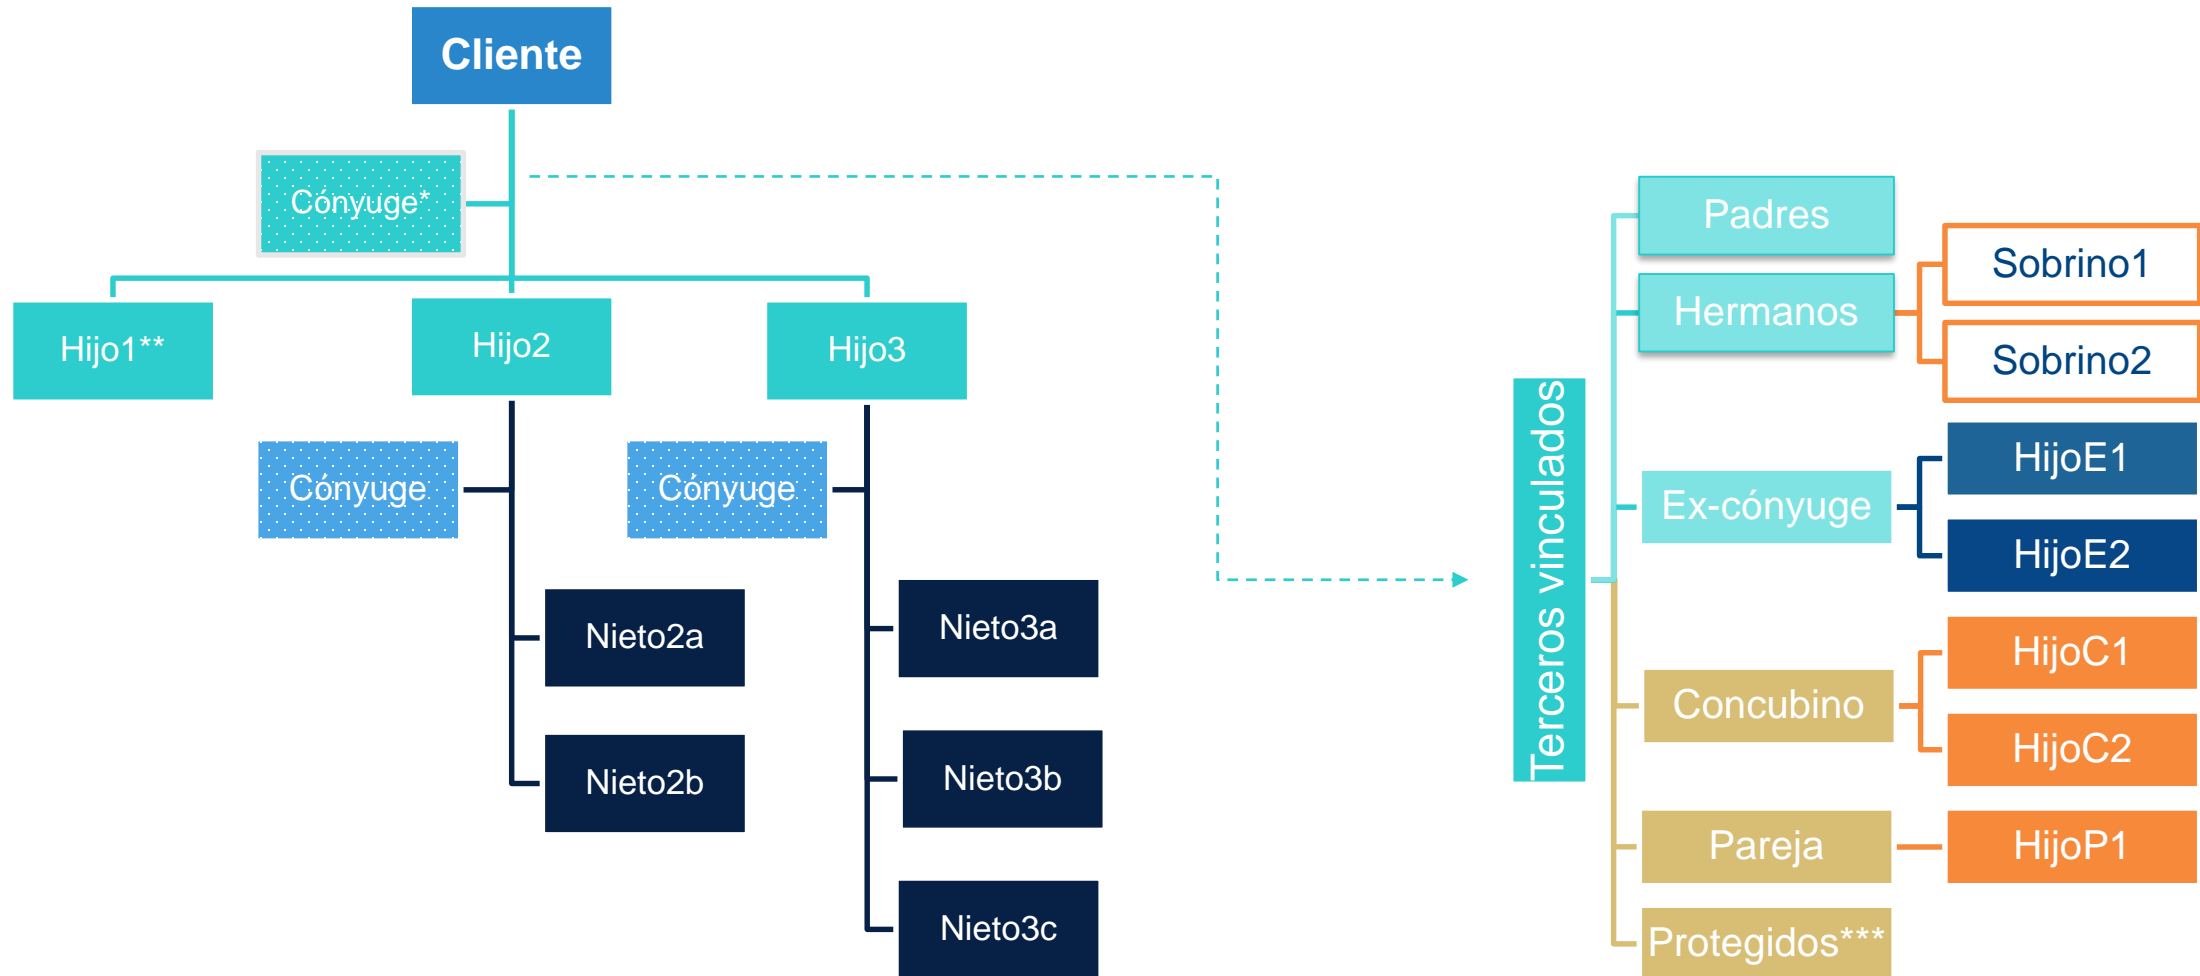 Cliente
Cónyuge*
Hijo1**
Hijo2
Hijo3
Cónyuge
Cónyuge
Nieto2a
Nieto2b
Nieto3a
Nieto3b
Nieto3c
Terceros vinculados
Padres
Hermanos
Sobrino1
Sobrino2
Ex-cónyuge
HijoE1
HijoE2
Concubino
HijoC1
HijoC2
Pareja
HijoP1
Protegidos***